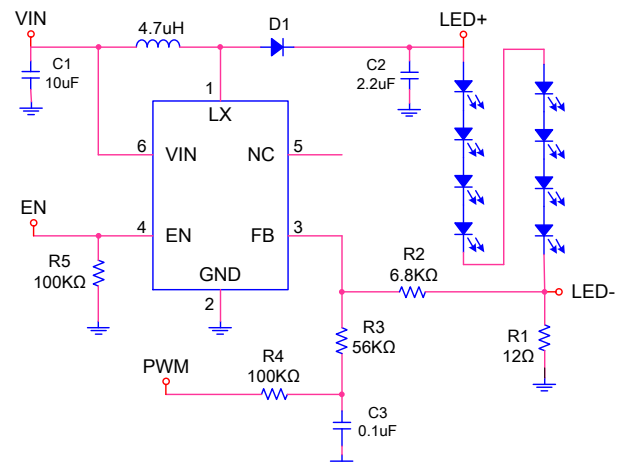 VIN
4.7uH
D1
LED+
C1
10uF
C2
2.2uF
1
LX
6
VIN
NC
5
EN
4
EN
FB
3
R5
100KΩ
GND
2
R2
6.8KΩ
LED-
R3
56KΩ
R1
12Ω
PWM
R4
100KΩ
C3
0.1uF